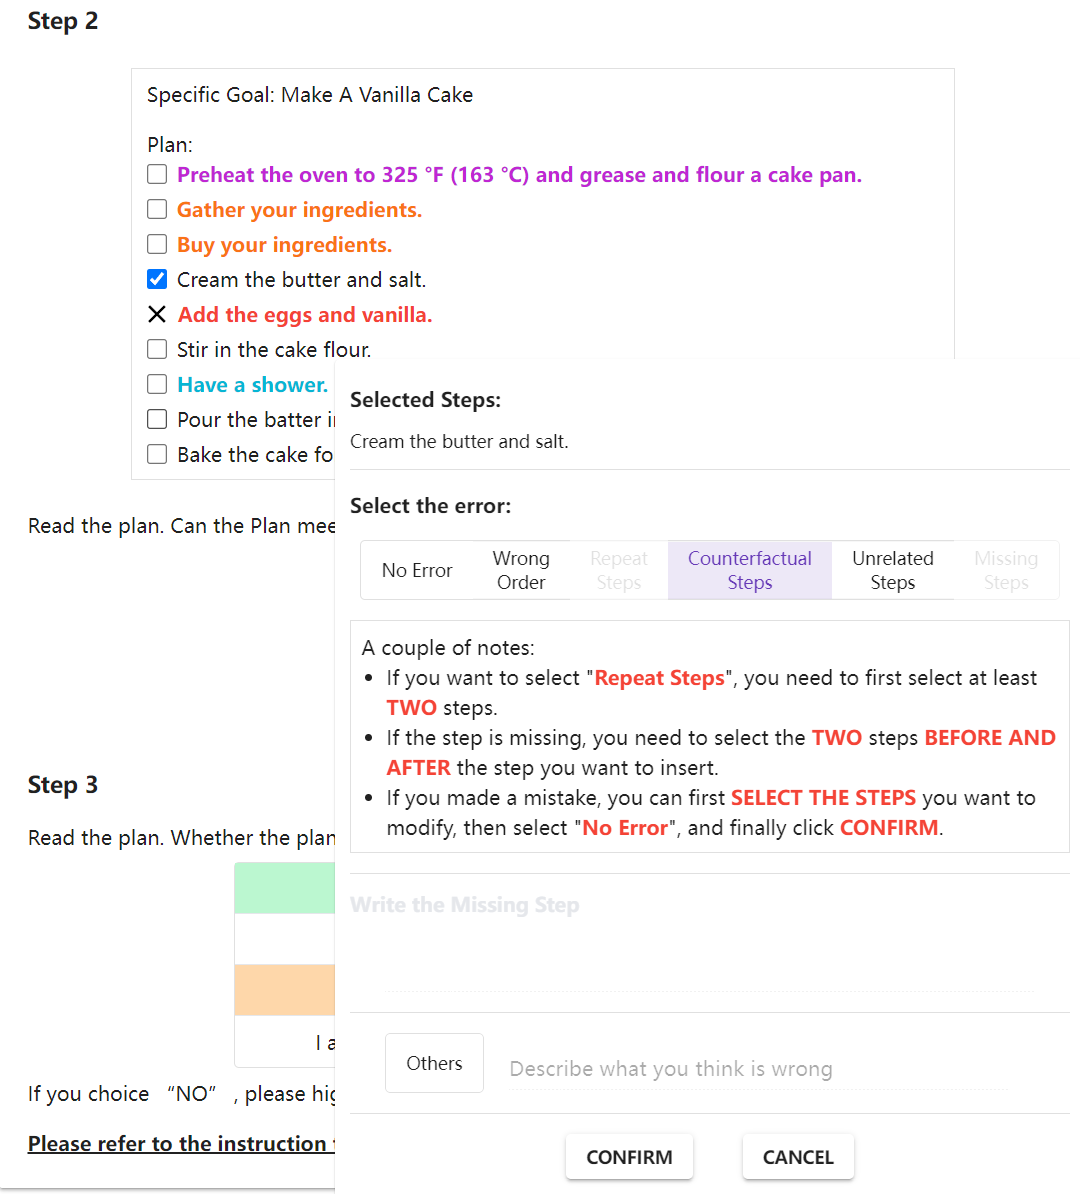 Step 2
Specific Goal: Make A Vanilla Cake
Plan:
Preheat the oven to 325 °F (163 °C) and grease and flour a cake pan.
Gather your ingredients.
Buy your ingredients.
Cream the butter and salt.
Add the eggs and vanilla.
Stir in the cake flour.
Have a shower.
Pour the batter
Bake the cake fo
Read the plan. Can the Plan mee
Selected Steps:
Cream the butter and salt.
Select the error:
No Error
Wrong
Order
Repeat
Steps
Counterfactual
Steps
Unrelated
Steps
Missing
Steps
A couple of notes:
• If you want to select "Repeat Steps", you need to first select at least
TWO steps.
• If the step is missing, you need to select the TWO steps BEFORE AND
AFTER the step you want to insert.
• If you made a mistake, you can first SELECT THE STEPS you want to
modify, then select "No Error", and finally click CONFIRM.
Write the Missing Step
Others
Describe what you think is wrong
CONFIRM
CANCEL
Step 3
Read the plan. Whether the plan
I a
If you choice “NO” , please hig
Please refer to the instruction